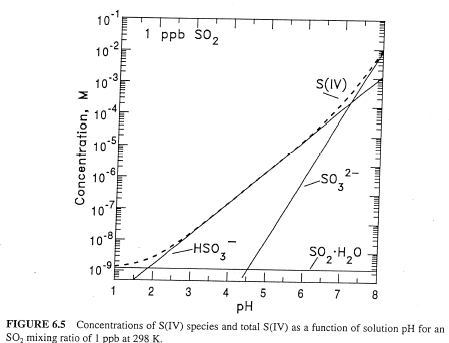 10⁻¹
1 ppb SO₂
10⁻²
S(IV)
10⁻³
10⁻⁴
Concentration, M
10⁻⁵
SO₃²⁻
10⁻⁶
10⁻⁷
10⁻⁸
HSO₃⁻
SO₂·H₂O
10⁻⁹
1 2 3 4 5 6 7 8
pH
FIGURE 6.5 Concentrations of S(IV) species and total S(IV) as a function of solution pH for an
SO₂ mixing ratio of 1 ppb at 298 K.